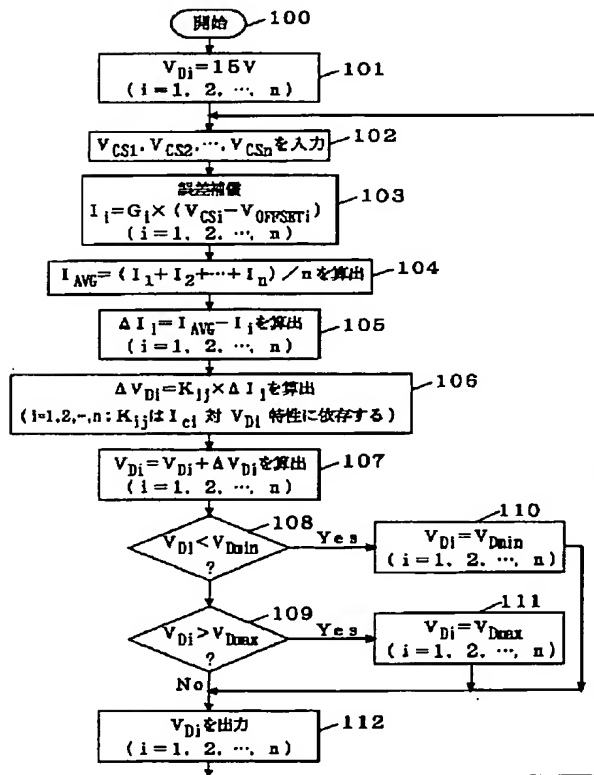 開始
100
V_Di=15V
(i=1, 2, …, n)
101
V_CS1, V_CS2, …, V_CSnを入力
102
誤差補償
I_i=G_i×(V_CSi−V_OFFSETi)
(i=1, 2, …, n)
103
I_AVG=(I_1+I_2+…+I_n)/nを算出
104
ΔI_i=I_AVG−I_iを算出
(i=1, 2, …, n)
105
ΔV_Di=K_ij×ΔI_iを算出
(i=1,2,…,n;K_ijはI_ci対 V_Di 特性に依存する)
106
V_Di=V_Di+ΔV_Diを算出
(i=1, 2, …, n)
107
V_Di<V_Dmin
?
108
Yes
V_Di=V_Dmin
(i=1, 2, …, n)
110
V_Di>V_Dmax
?
109
Yes
V_Di=V_Dmax
(i=1, 2, …, n)
111
No
V_Diを出力
(i=1, 2, …, n)
112